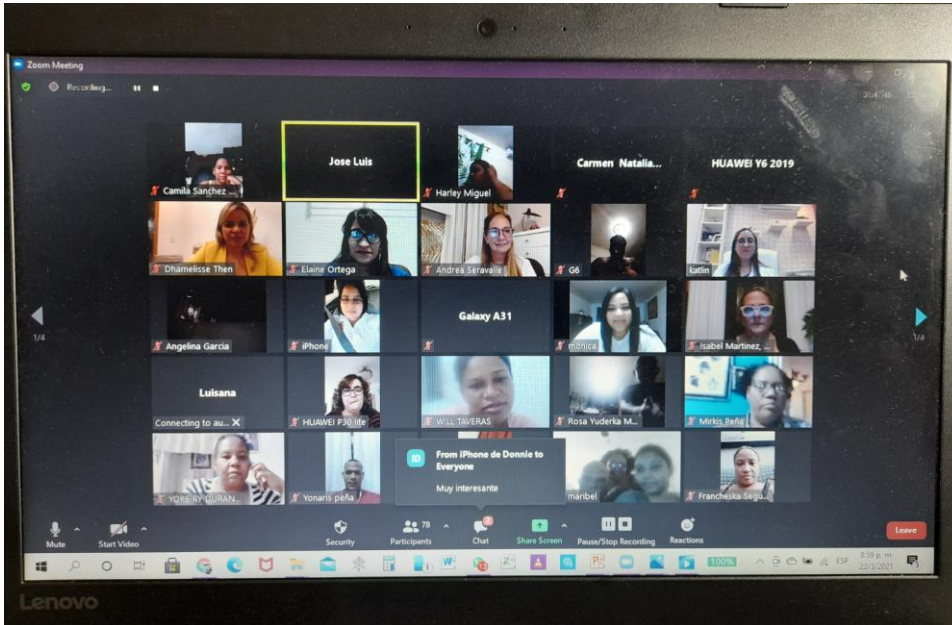 Zoom Meeting
Recording...
Camila Sanchez ...
Jose Luis
Harley Miguel
Carmen Natalia...
HUAWEI Y6 2019
Dhamelisse Then
Elaine Ortega
Andrea Seravalle
G6
katlin
Angelina Garcia
iPhone
Galaxy A31
monica
Isabel Martinez, ...
1/4
1/4
Luisana
Connecting to au... X
HUAWEI P30 lite
WILL TAVERAS
Rosa Yuderka M...
Mirkis Peña
Yonaris peña
ID
From iPhone de Donnie to
Everyone
Muy interesante
maribel
Francheska Segu...
Mute
Start Video
Security
78
Participants
2
Chat
Share Screen
Pause/Stop Recording
Reactions
Leave
100%
ESP
8:59 p. m.
22/3/2021
Lenovo